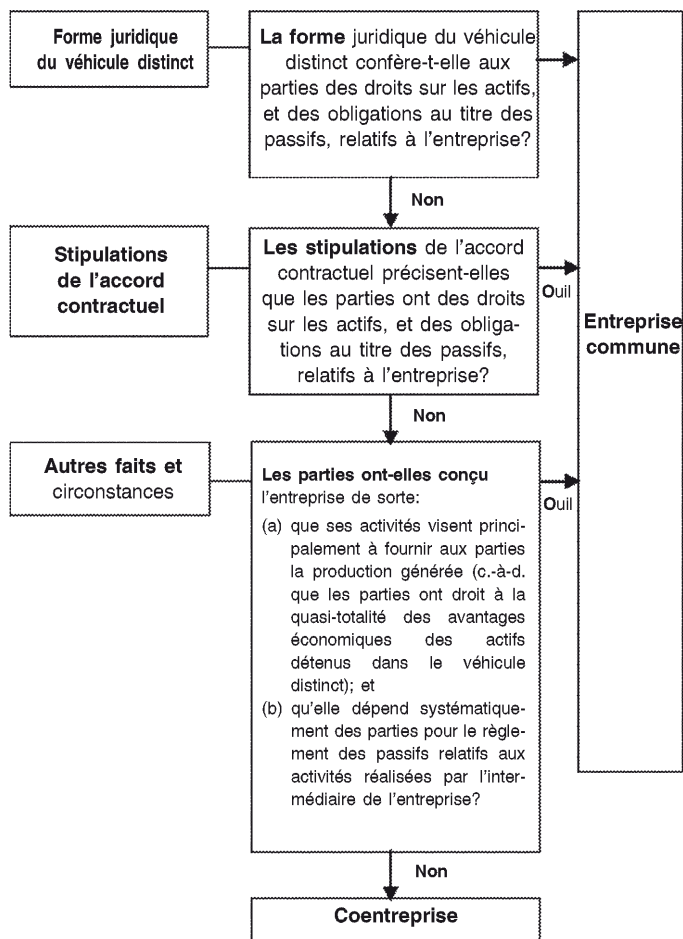 Forme juridique
du véhicule distinct
La forme juridique du véhicule
distinct confère-t-elle aux
parties des droits sur les actifs,
et des obligations au titre des
passifs, relatifs à l'entreprise?
Non
Stipulations
de l'accord
contractuel
Les stipulations de l'accord
contractuel précisent-elles
que les parties ont des droits
sur les actifs, et des obliga-
tions au titre des passifs,
relatifs à l'entreprise?
Ouil
Entreprise
commune
Non
Autres faits et
circonstances
Les parties ont-elles conçu
l'entreprise de sorte:
(a) que ses activités visent princi-
palement à fournir aux parties
la production générée (c.-à-d.
que les parties ont droit à la
quasi-totalité des avantages
économiques des actifs
détenus dans le véhicule
distinct); et
(b) qu'elle dépend systématique-
ment des parties pour le règle-
ment des passifs relatifs aux
activités réalisées par l'inter-
médiaire de l'entreprise?
Ouil
Non
Coentreprise